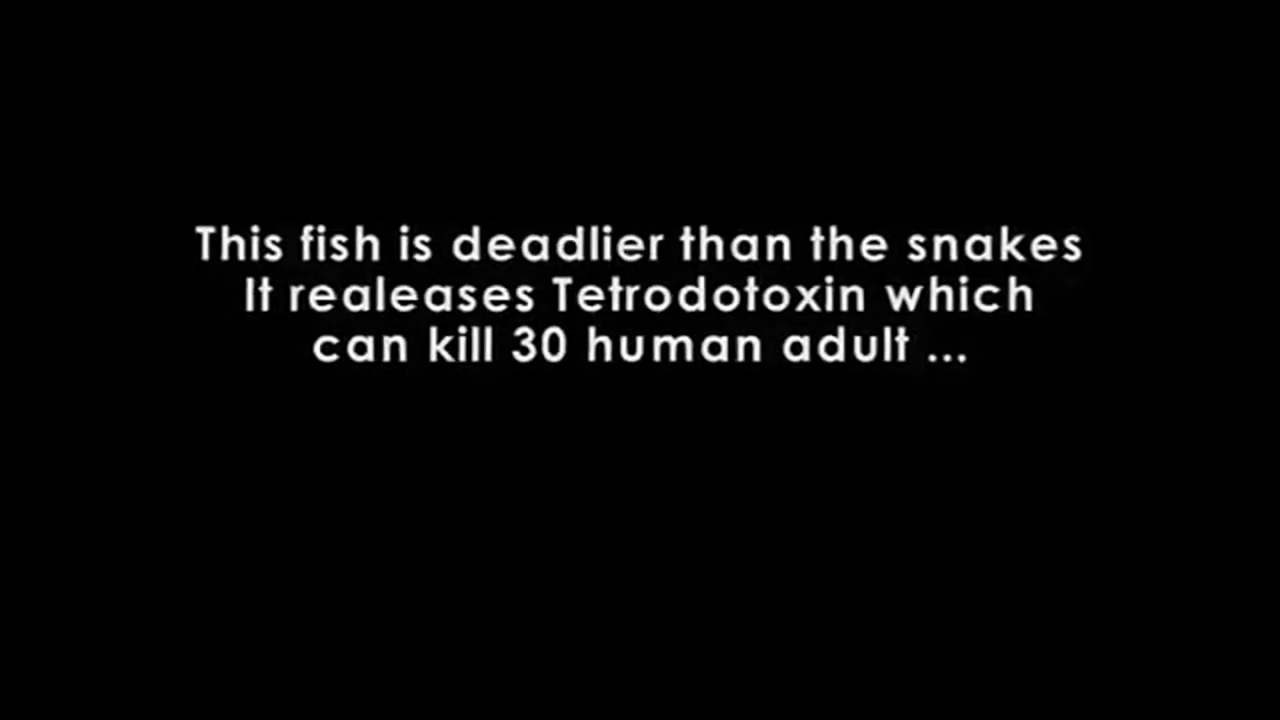 This fish is deadlier than the snakes
It realeases Tetrodotoxin which
can kill 30 human adult ...